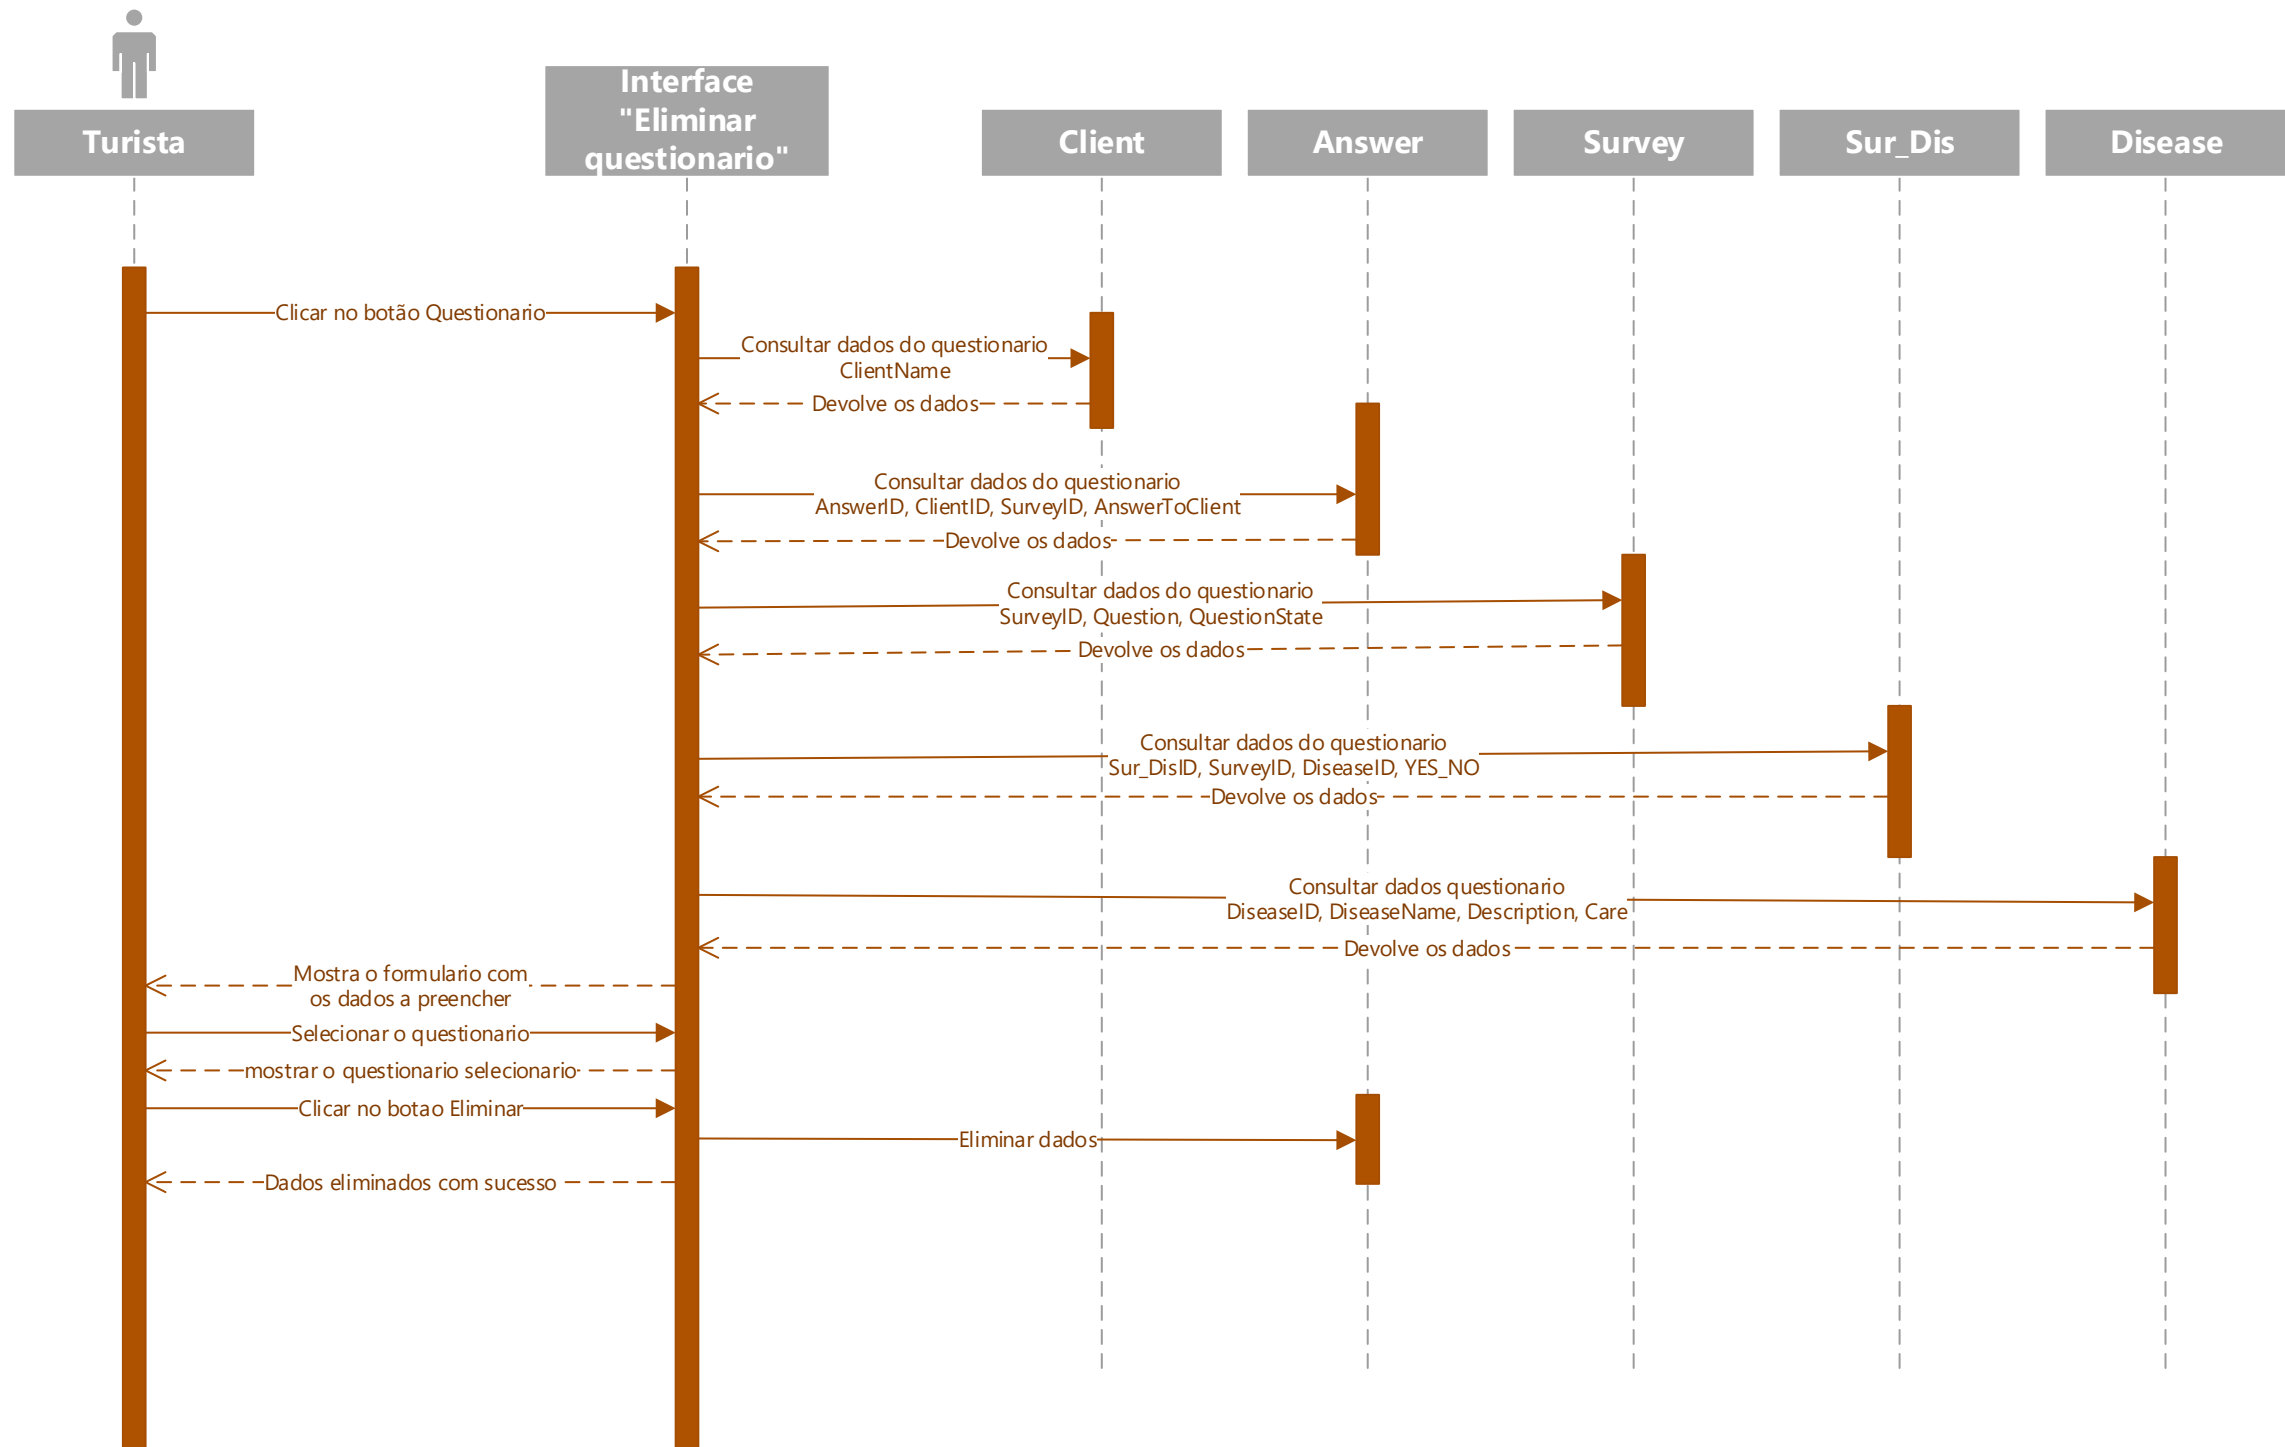 Turista
Interface
"Eliminar
questionario"
Client
Answer
Survey
Sur_Dis
Disease
Clicar no botão Questionario
Consultar dados do questionario
ClientName
Devolve os dados
Consultar dados do questionario
AnswerID, ClientID, SurveyID, AnswerToClient
Devolve os dados
Consultar dados do questionario
SurveyID, Question, QuestionState
Devolve os dados
Consultar dados do questionario
Sur_DisID, SurveyID, DiseaseID, YES_NO
Devolve os dados
Consultar dados questionario
DiseaseID, DiseaseName, Description, Care
Devolve os dados
Mostra o formulario com
os dados a preencher
Selecionar o questionario
mostrar o questionario selecionario
Clicar no botao Eliminar
Eliminar dados
Dados eliminados com sucesso